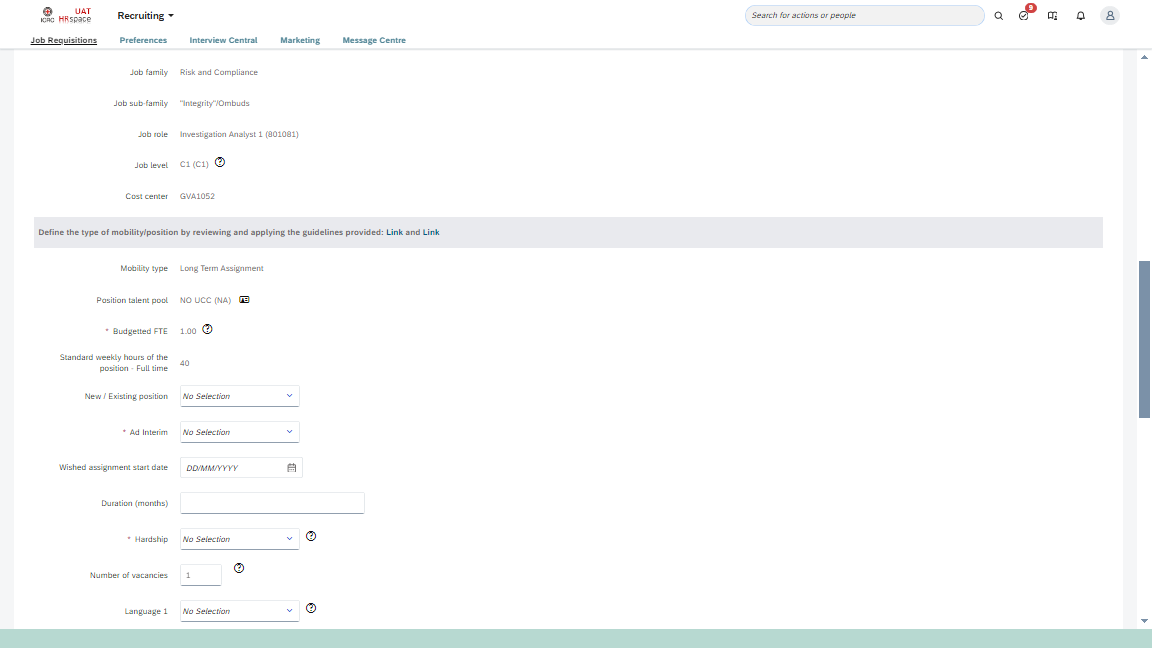 ICRC
UAT
HRspace
Recruiting
Search for actions or people
9
Job Requisitions
Preferences
Interview Central
Marketing
Message Centre
Job family
Risk and Compliance
Job sub-family
"Integrity"/Ombuds
Job role
Investigation Analyst 1 (801081)
Job level
C1 (C1)
Cost center
GVA1052
Define the type of mobility/position by reviewing and applying the guidelines provided: Link and Link
Mobility type
Long Term Assignment
Position talent pool
NO UCC (NA)
* Budgetted FTE
1.00
Standard weekly hours of the
position - Full time
40
New / Existing position
No Selection
* Ad Interim
No Selection
Wished assignment start date
DD/MM/YYYY
Duration (months)
* Hardship
No Selection
Number of vacancies
1
Language 1
No Selection